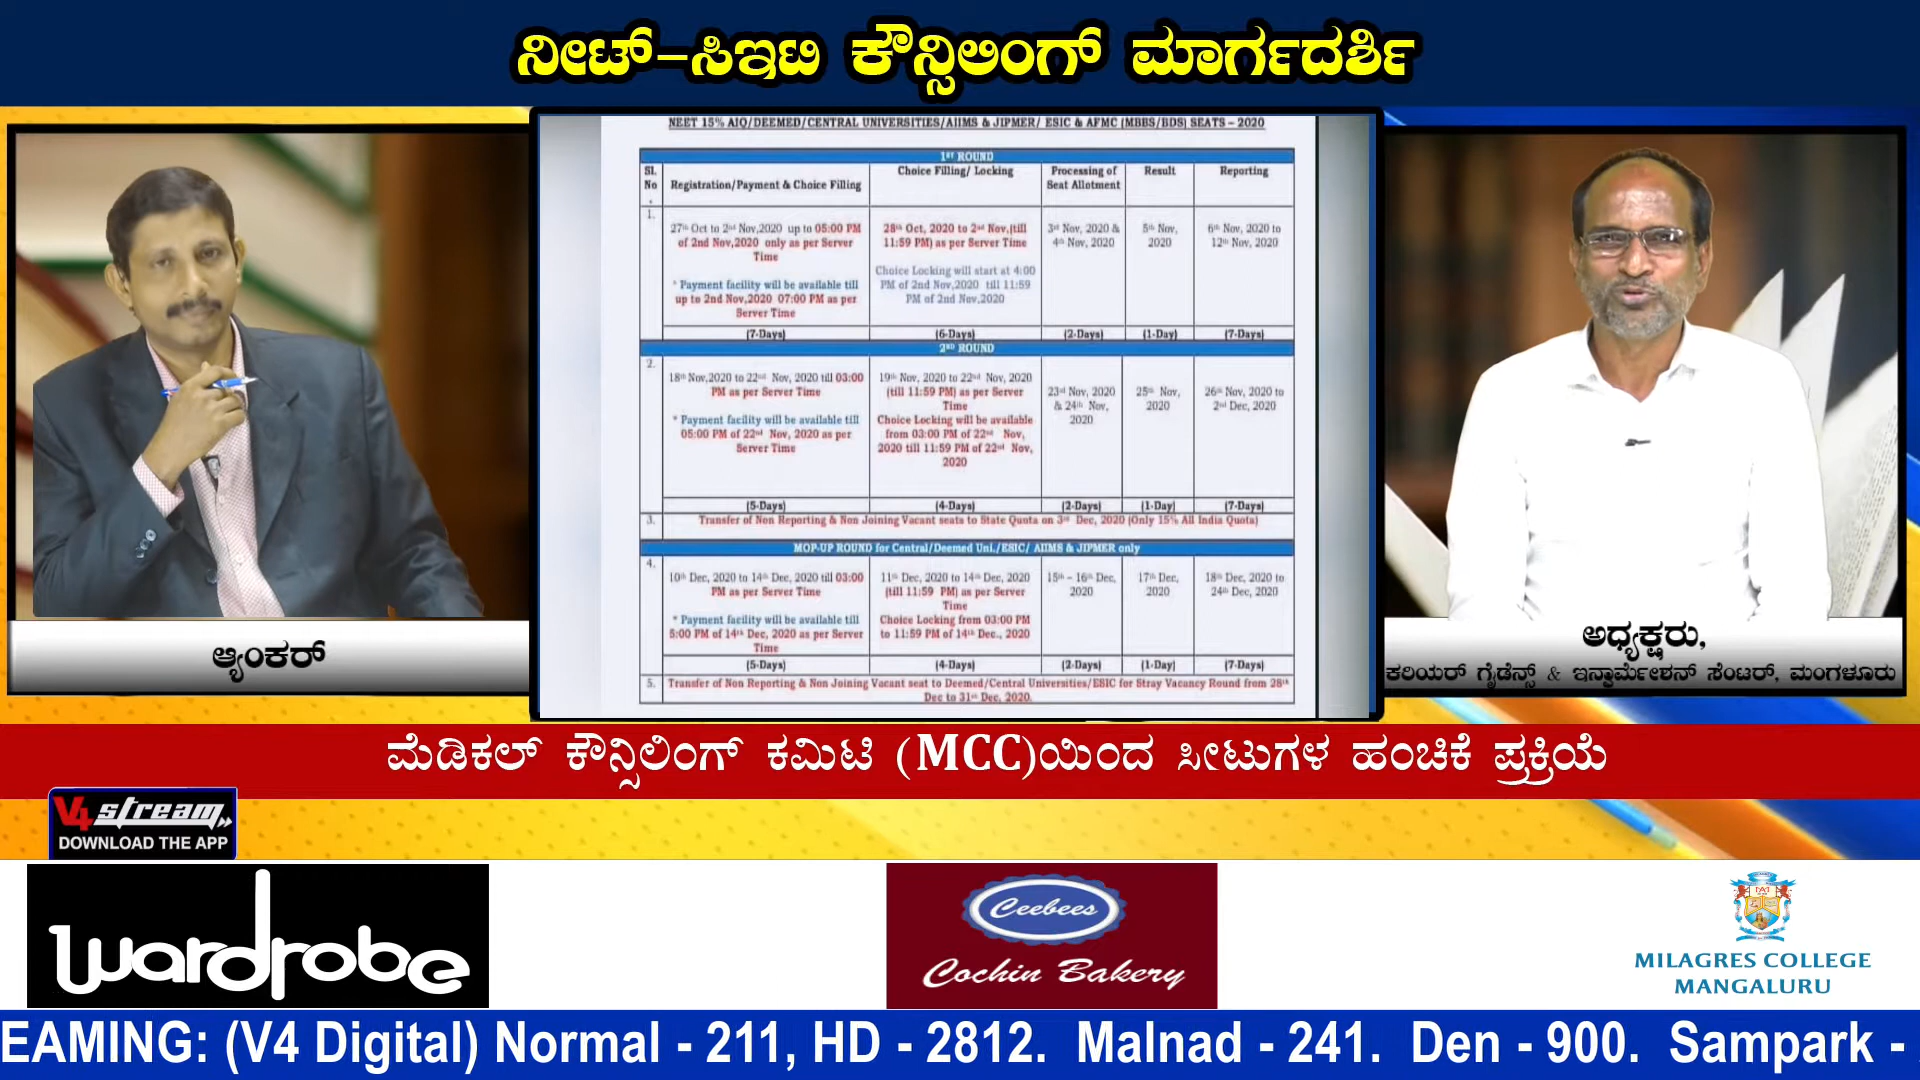 ನೀಟ್-ಸಿಇಟಿ ಕೌನ್ಸಿಲಿಂಗ್ ಮಾರ್ಗದರ್ಶಿ
NEET 15% AIQ/DEEMED/CENTRAL UNIVERSITIES/AIIMS & JIPMER/ ESIC & AFMC (MBBS/BDS) SEATS – 2020
1ST ROUND
Sl. No. Registration/Payment & Choice Filling Choice Filling/ Locking Processing of Seat Allotment Result Reporting
1. 27th Oct to 2nd Nov,2020 up to 05:00 PM of 2nd Nov,2020 only as per Server Time
* Payment facility will be available till up to 2nd Nov,2020 07:00 PM as per Server Time
28th Oct, 2020 to 2nd Nov,(till 11:59 PM) as per Server Time
Choice Locking will start at 4:00 PM of 2nd Nov,2020 till 11:59 PM of 2nd Nov.2020
3rd Nov, 2020 & 4th Nov, 2020
5th Nov, 2020
6th Nov, 2020 to 12th Nov, 2020
(7-Days) (6-Days) (2-Days) (1-Day) (7-Days)
2ND ROUND
2. 18th Nov,2020 to 22nd Nov, 2020 till 03:00 PM as per Server Time
* Payment facility will be available till 05:00 PM of 22nd Nov, 2020 as per Server Time
19th Nov, 2020 to 22nd Nov, 2020 (till 11:59 PM) as per Server Time
Choice Locking will be available from 03:00 PM of 22nd Nov, 2020 till 11:59 PM of 22nd Nov, 2020
23rd Nov, 2020 & 24th Nov, 2020
25th Nov, 2020
26th Nov, 2020 to 2nd Dec, 2020
(5-Days) (4-Days) (2-Days) (1-Day) (7-Days)
3. Transfer of Non Reporting & Non Joining Vacant seats to State Quota on 3rd Dec, 2020 (Only 15% All India Quota)
MOP-UP ROUND for Central/Deemed Uni./ESIC/ AIIMS & JIPMER only
4. 10th Dec, 2020 to 14th Dec, 2020 till 03:00 PM as per Server Time
* Payment facility will be available till 5:00 PM of 14th Dec, 2020 as per Server Time
11th Dec, 2020 to 14th Dec, 2020 (till 11:59 PM) as per Server Time
Choice Locking from 03:00 PM to 11:59 PM of 14th Dec., 2020
15th – 16th Dec, 2020
17th Dec, 2020
18th Dec, 2020 to 24th Dec, 2020
(5-Days) (4-Days) (2-Days) (1-Day) (7-Days)
5. Transfer of Non Reporting & Non Joining Vacant seat to Deemed/Central Universities/ESIC for Stray Vacancy Round from 28th Dec to 31st Dec, 2020.
ಆ್ಯಂಕರ್
ಅಧ್ಯಕ್ಷರು,
ಕರಿಯರ್ ಗೈಡೆನ್ಸ್ & ಇನ್ಫಾರ್ಮೇಶನ್ ಸೆಂಟರ್, ಮಂಗಳೂರು
ಮೆಡಿಕಲ್ ಕೌನ್ಸಿಲಿಂಗ್ ಕಮಿಟಿ (MCC)ಯಿಂದ ಸೀಟುಗಳ ಹಂಚಿಕೆ ಪ್ರಕ್ರಿಯೆ
V4 stream
DOWNLOAD THE APP
wardrobe
Ceebees
Cochin Bakery
MILAGRES COLLEGE
MANGALURU
EAMING: (V4 Digital) Normal - 211, HD - 2812. Malnad - 241. Den - 900. Sampark -